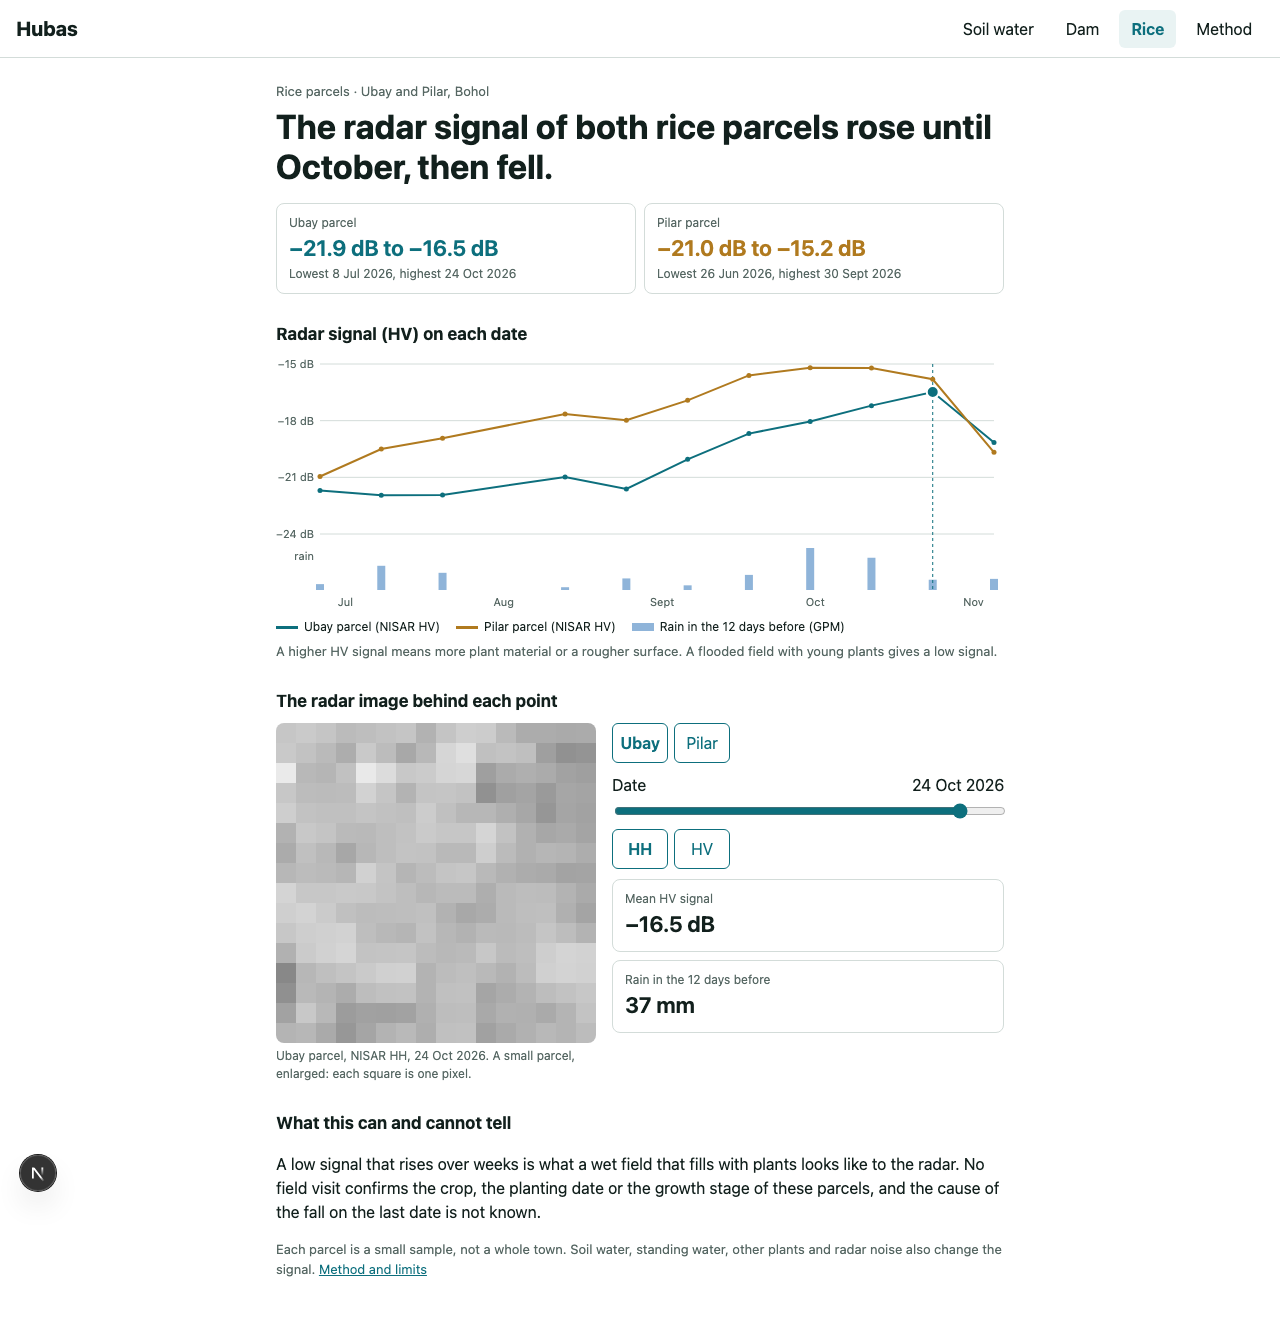 Hubas
Soil water
Dam
Rice
Method
Rice parcels · Ubay and Pilar, Bohol
The radar signal of both rice parcels rose until
October, then fell.
Ubay parcel
−21.9 dB to −16.5 dB
Lowest 8 Jul 2026, highest 24 Oct 2026
Pilar parcel
−21.0 dB to −15.2 dB
Lowest 26 Jun 2026, highest 30 Sept 2026
Radar signal (HV) on each date
−15 dB
−18 dB
−21 dB
−24 dB
rain
Jul
Aug
Sept
Oct
Nov
Ubay parcel (NISAR HV)
Pilar parcel (NISAR HV)
Rain in the 12 days before (GPM)
A higher HV signal means more plant material or a rougher surface. A flooded field with young plants gives a low signal.
The radar image behind each point
Ubay
Pilar
Date
24 Oct 2026
HH
HV
Mean HV signal
−16.5 dB
Rain in the 12 days before
37 mm
Ubay parcel, NISAR HH, 24 Oct 2026. A small parcel,
enlarged: each square is one pixel.
What this can and cannot tell
A low signal that rises over weeks is what a wet field that fills with plants looks like to the radar. No
field visit confirms the crop, the planting date or the growth stage of these parcels, and the cause of
the fall on the last date is not known.
Each parcel is a small sample, not a whole town. Soil water, standing water, other plants and radar noise also change the
signal. Method and limits
N